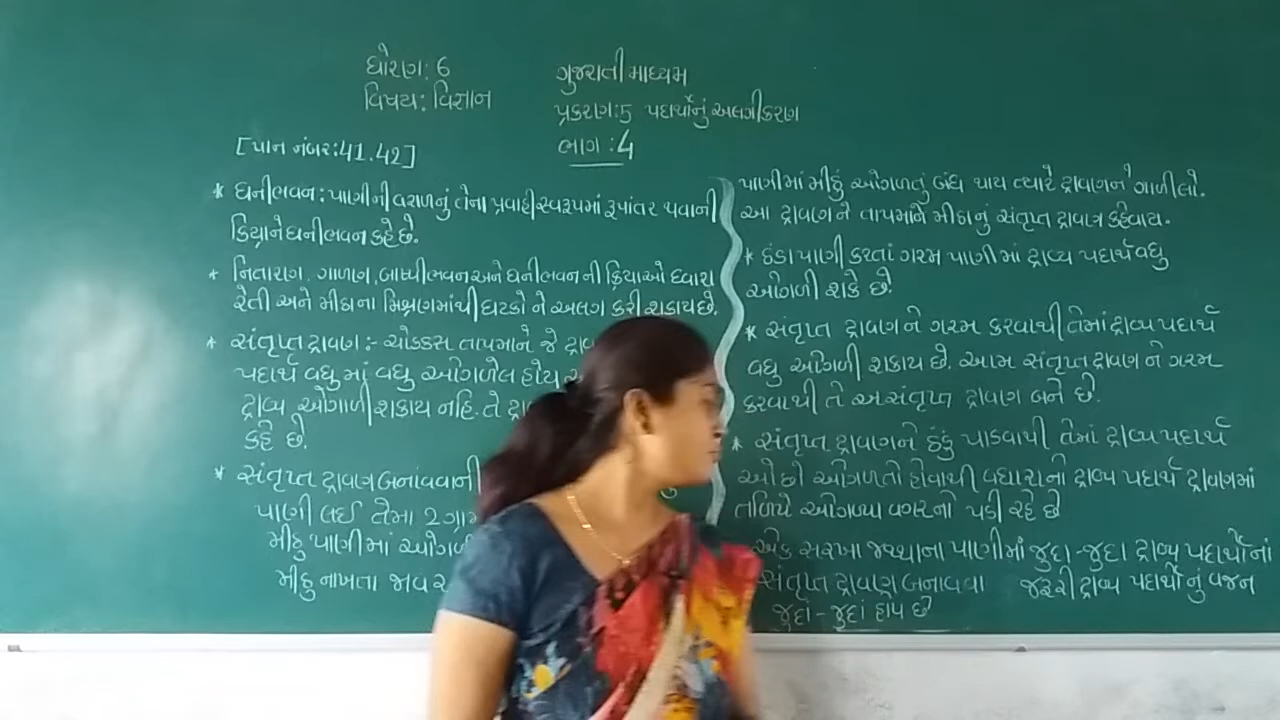 ધોરણ: 6
વિષય: વિજ્ઞાન
ગુજરાતી માધ્યમ
પ્રકરણ:5 પદાર્થોનું અલગીકરણ
ભાગ :4
[પાન નંબર:41.42]
* ઘનીભવન: પાણીની વરાળનું તેના પ્રવાહી સ્વરૂપમાં રૂપાંતર થવાની
ક્રિયાને ઘનીભવન કહે છે.
* નિતારણ, ગાળણ, બાષ્પીભવન અને ઘનીભવન ની ક્રિયાઓ દ્વારા
રેતી અને મીઠાના મિશ્રણમાંથી ઘટકો ને અલગ કરી શકાય છે.
* સંતૃપ્ત દ્રાવણ :- ચોક્કસ તાપમાને જે
પદાર્થ વધુ માં વધુ ઓગળેલ હોય
દ્રાવ્ય ઓગાળી શકાય નહિ. તે
કહે છે.
* સંતૃપ્ત દ્રાવણ બનાવવાની
પાણી લઈ તેમા 2
મીઠુ પાણીમાં
મીઠુ નાખતા
પાણીમાં મીઠું ઓગળતું બંધ થાય ત્યારે દ્રાવણને ગાળી લો.
આ દ્રાવણ ને તાપમાને મીઠાનું સંતૃપ્ત દ્રાવણ કહેવાય.
* ઠંડા પાણી કરતાં ગરમ પાણી માં દ્રાવ્ય પદાર્થ વધુ
ઓગળી શકે છે.
* સંતૃપ્ત દ્રાવણ ને ગરમ કરવાથી તેમાં દ્રાવ્ય પદાર્થ
વધુ ઓગળી શકાય છે. આમ સંતૃપ્ત દ્રાવણ ને ગરમ
કરવાથી તે અસંતૃપ્ત દ્રાવણ બને છે.
* સંતૃપ્ત દ્રાવણને ઠંડુ પાડવાથી તેમાં દ્રાવ્ય પદાર્થ
ઓછો ઓગળતો હોવાથી વધારાનો દ્રાવ્ય પદાર્થ દ્રાવણમાં
તળિયે ઓગળ્યા વગરનો પડી રહે છે
એક સરખા જથ્થાના પાણીમાં જુદા-જુદા દ્રાવ્ય પદાર્થોનાં
સંતૃપ્ત દ્રાવણ બનાવવા જરૂરી દ્રાવ્ય પદાર્થો નું વજન
જુદાં-જુદાં હોય છે